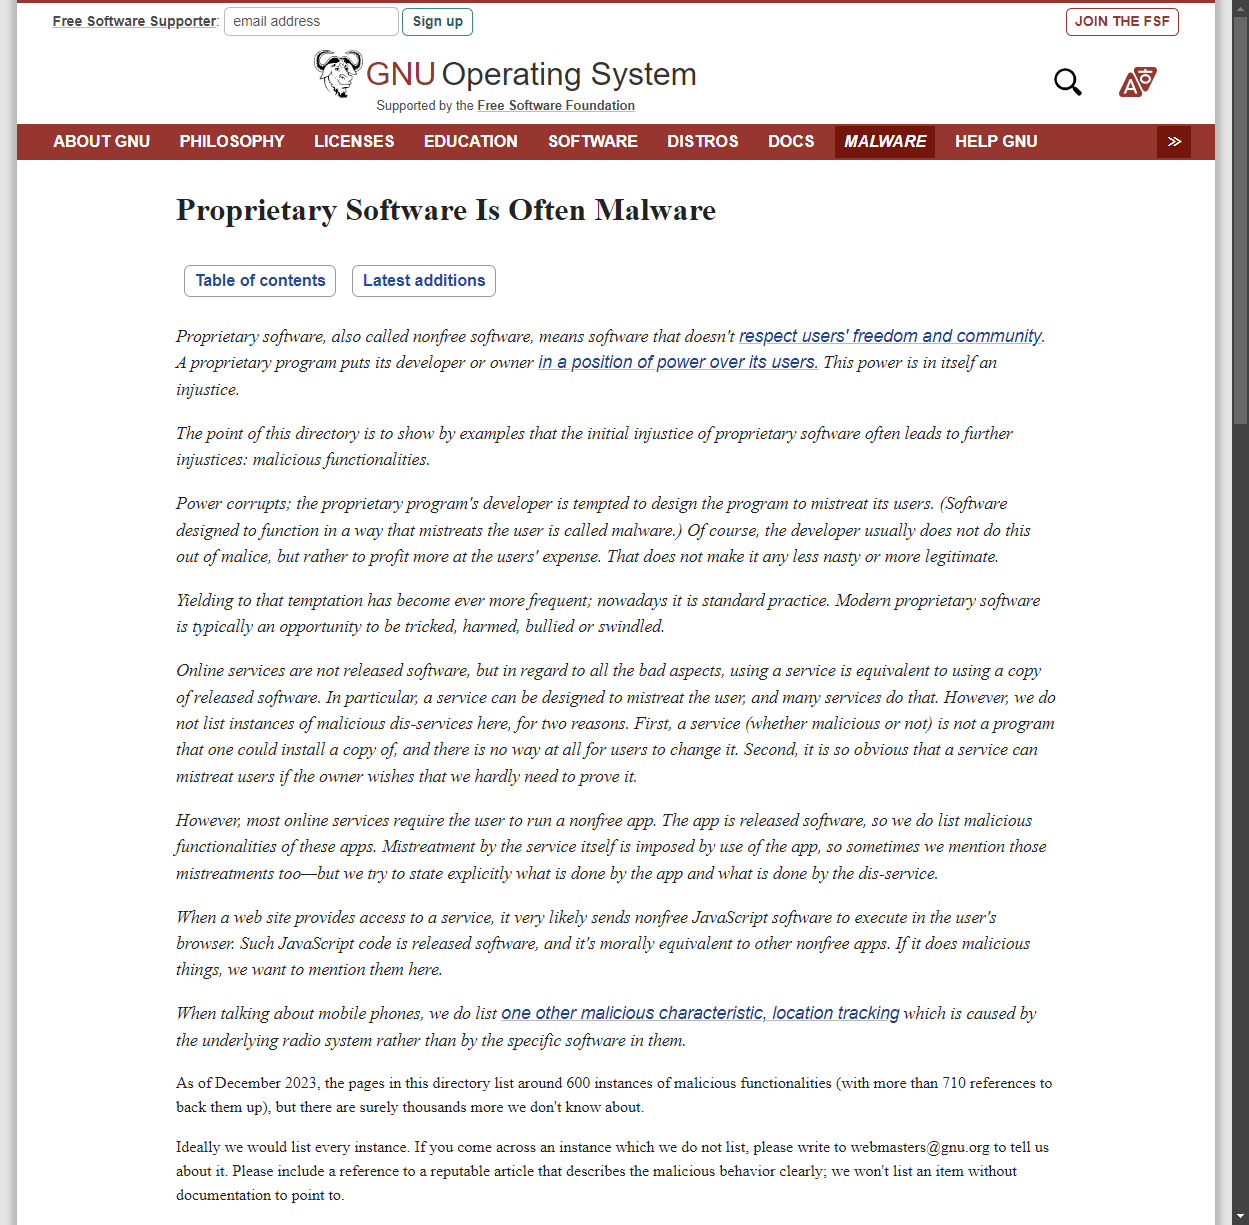 Free Software Supporter: email address Sign up JOIN THE FSF
GNU Operating System
Supported by the Free Software Foundation
ABOUT GNU PHILOSOPHY LICENSES EDUCATION SOFTWARE DISTROS DOCS MALWARE HELP GNU ≫
Proprietary Software Is Often Malware
Table of contents Latest additions
Proprietary software, also called nonfree software, means software that doesn't respect users' freedom and community.
A proprietary program puts its developer or owner in a position of power over its users. This power is in itself an
injustice.
The point of this directory is to show by examples that the initial injustice of proprietary software often leads to further
injustices: malicious functionalities.
Power corrupts; the proprietary program's developer is tempted to design the program to mistreat its users. (Software
designed to function in a way that mistreats the user is called malware.) Of course, the developer usually does not do this
out of malice, but rather to profit more at the users' expense. That does not make it any less nasty or more legitimate.
Yielding to that temptation has become ever more frequent; nowadays it is standard practice. Modern proprietary software
is typically an opportunity to be tricked, harmed, bullied or swindled.
Online services are not released software, but in regard to all the bad aspects, using a service is equivalent to using a copy
of released software. In particular, a service can be designed to mistreat the user, and many services do that. However, we do
not list instances of malicious dis-services here, for two reasons. First, a service (whether malicious or not) is not a program
that one could install a copy of, and there is no way at all for users to change it. Second, it is so obvious that a service can
mistreat users if the owner wishes that we hardly need to prove it.
However, most online services require the user to run a nonfree app. The app is released software, so we do list malicious
functionalities of these apps. Mistreatment by the service itself is imposed by use of the app, so sometimes we mention those
mistreatments too—but we try to state explicitly what is done by the app and what is done by the dis-service.
When a web site provides access to a service, it very likely sends nonfree JavaScript software to execute in the user's
browser. Such JavaScript code is released software, and it's morally equivalent to other nonfree apps. If it does malicious
things, we want to mention them here.
When talking about mobile phones, we do list one other malicious characteristic, location tracking which is caused by
the underlying radio system rather than by the specific software in them.
As of December 2023, the pages in this directory list around 600 instances of malicious functionalities (with more than 710 references to
back them up), but there are surely thousands more we don't know about.
Ideally we would list every instance. If you come across an instance which we do not list, please write to webmasters@gnu.org to tell us
about it. Please include a reference to a reputable article that describes the malicious behavior clearly; we won't list an item without
documentation to point to.